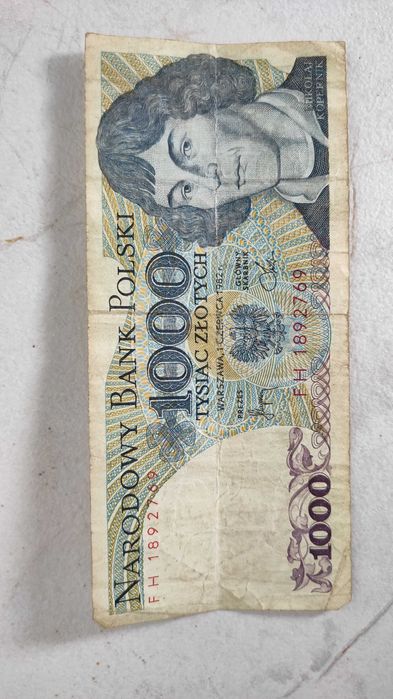 NARODOWY BANK POLSKI
FH 1892769
1000
TYSIĄC ZŁOTYCH
WARSZAWA, 1 CZERWCA 1982 r.
PREZES
GŁÓWNY
SKARBNIK
FH 1892769
1000
MIKOŁAJ
KOPERNIK